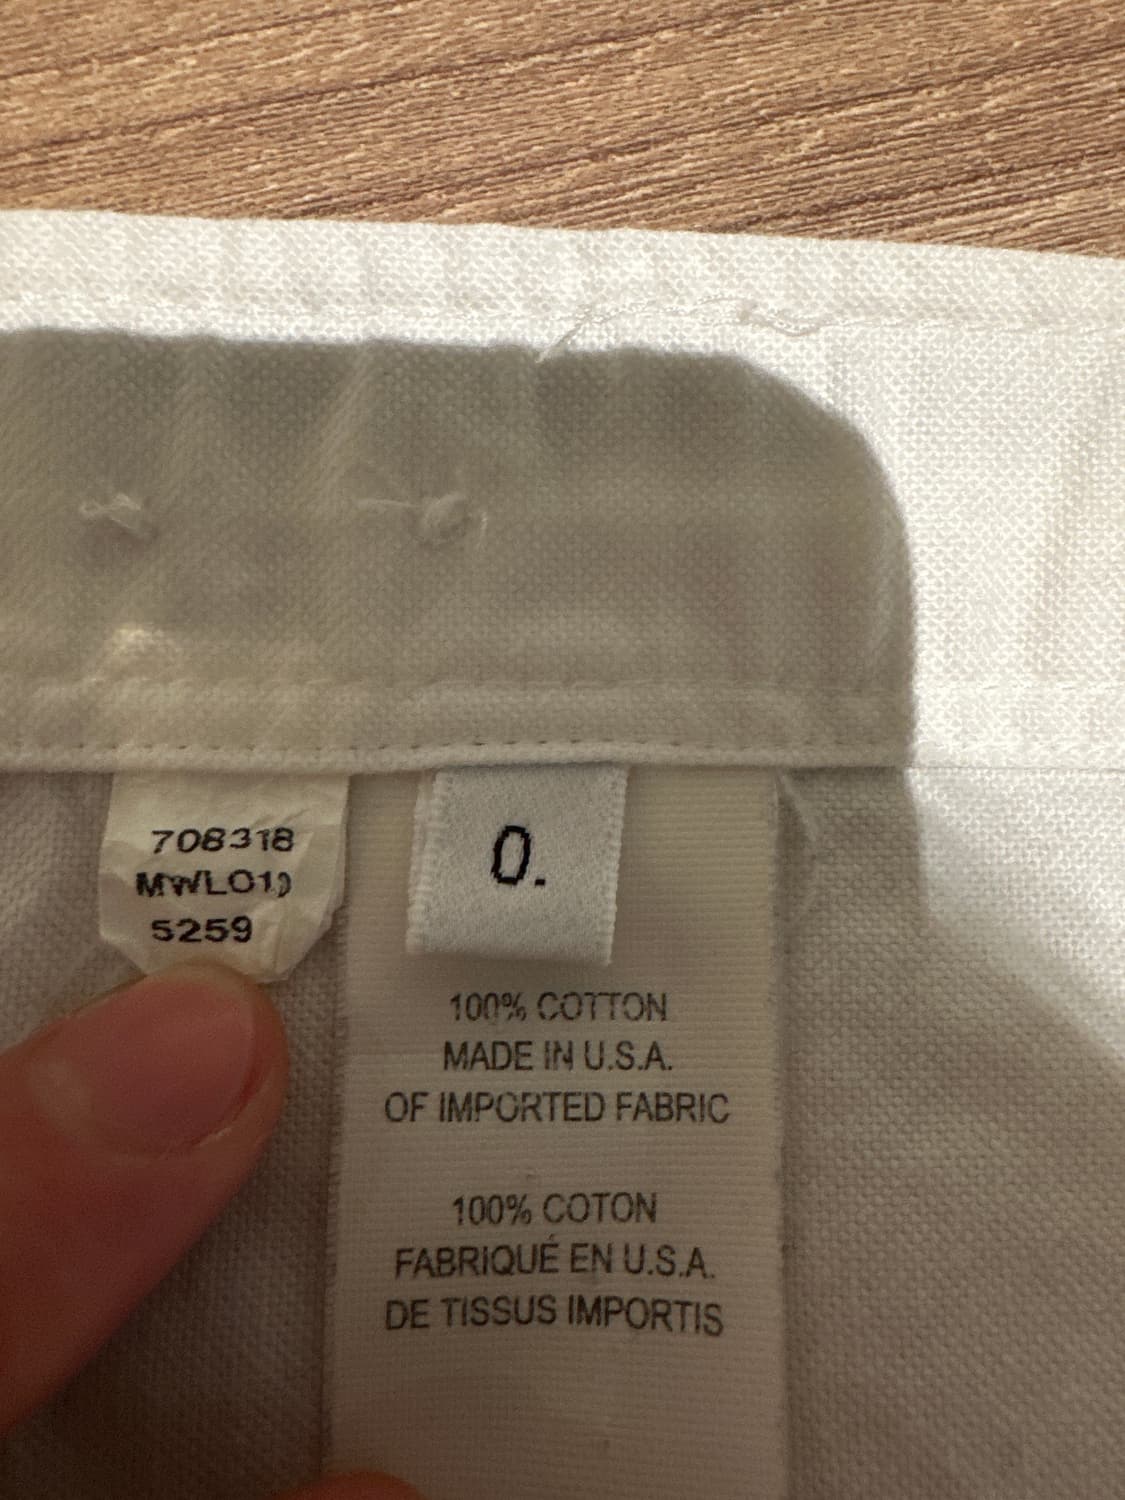 708318
5259
0.
100% COTTON
MADE IN U.S.A.
OF IMPORTED FABRIC
100% COTON
FABRIQUÉ EN U.S.A.
DE TISSUS IMPORTIS